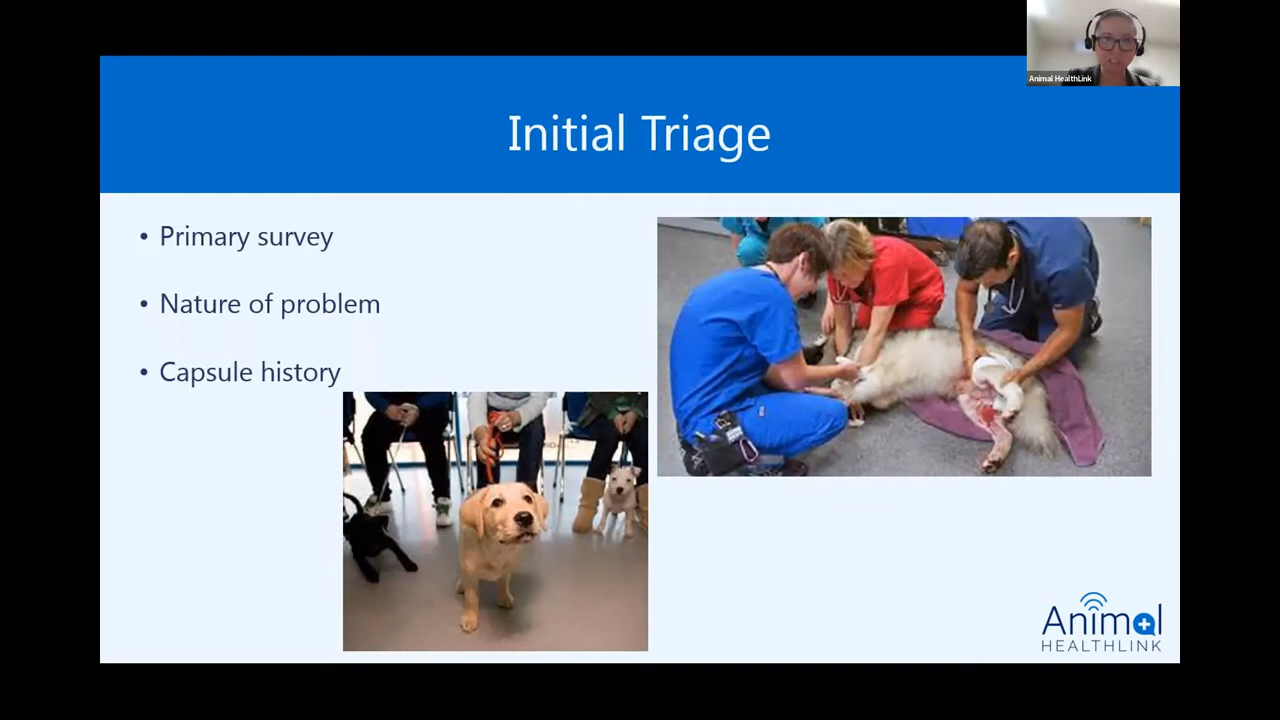 Animal HealthLink
Initial Triage
• Primary survey
• Nature of problem
• Capsule history
Animal
HEALTHLINK